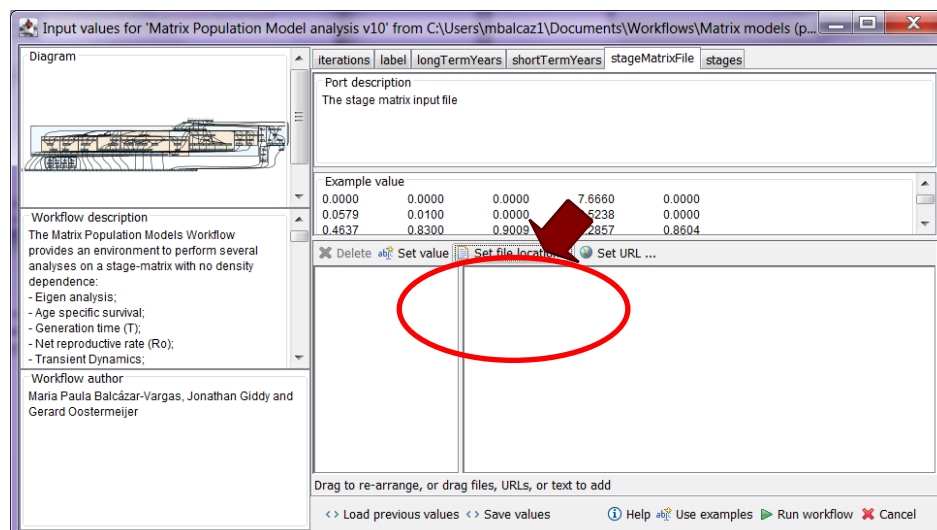 Input values for 'Matrix Population Model analysis v10' from C:\Users\mbalcaz1\Documents\Workflows\Matrix models (p...
Diagram
iterations label longTermYears shortTermYears stageMatrixFile stages
Port description
The stage matrix input file
Example value
0.0000 0.0000 0.0000 7.6660 0.0000
0.0579 0.0100 0.0000 .5238 0.0000
0.4637 0.8300 0.9009 .2857 0.8604
Workflow description
The Matrix Population Models Workflow
provides an environment to perform several
analyses on a stage-matrix with no density
dependence:
- Eigen analysis;
- Age specific survival;
- Generation time (T);
- Net reproductive rate (Ro);
- Transient Dynamics;
Delete Set value Set file location Set URL ...
Workflow author
Maria Paula Balcázar-Vargas, Jonathan Giddy and
Gerard Oostermeijer
Drag to re-arrange, or drag files, URLs, or text to add
Load previous values Save values Help Use examples Run workflow Cancel